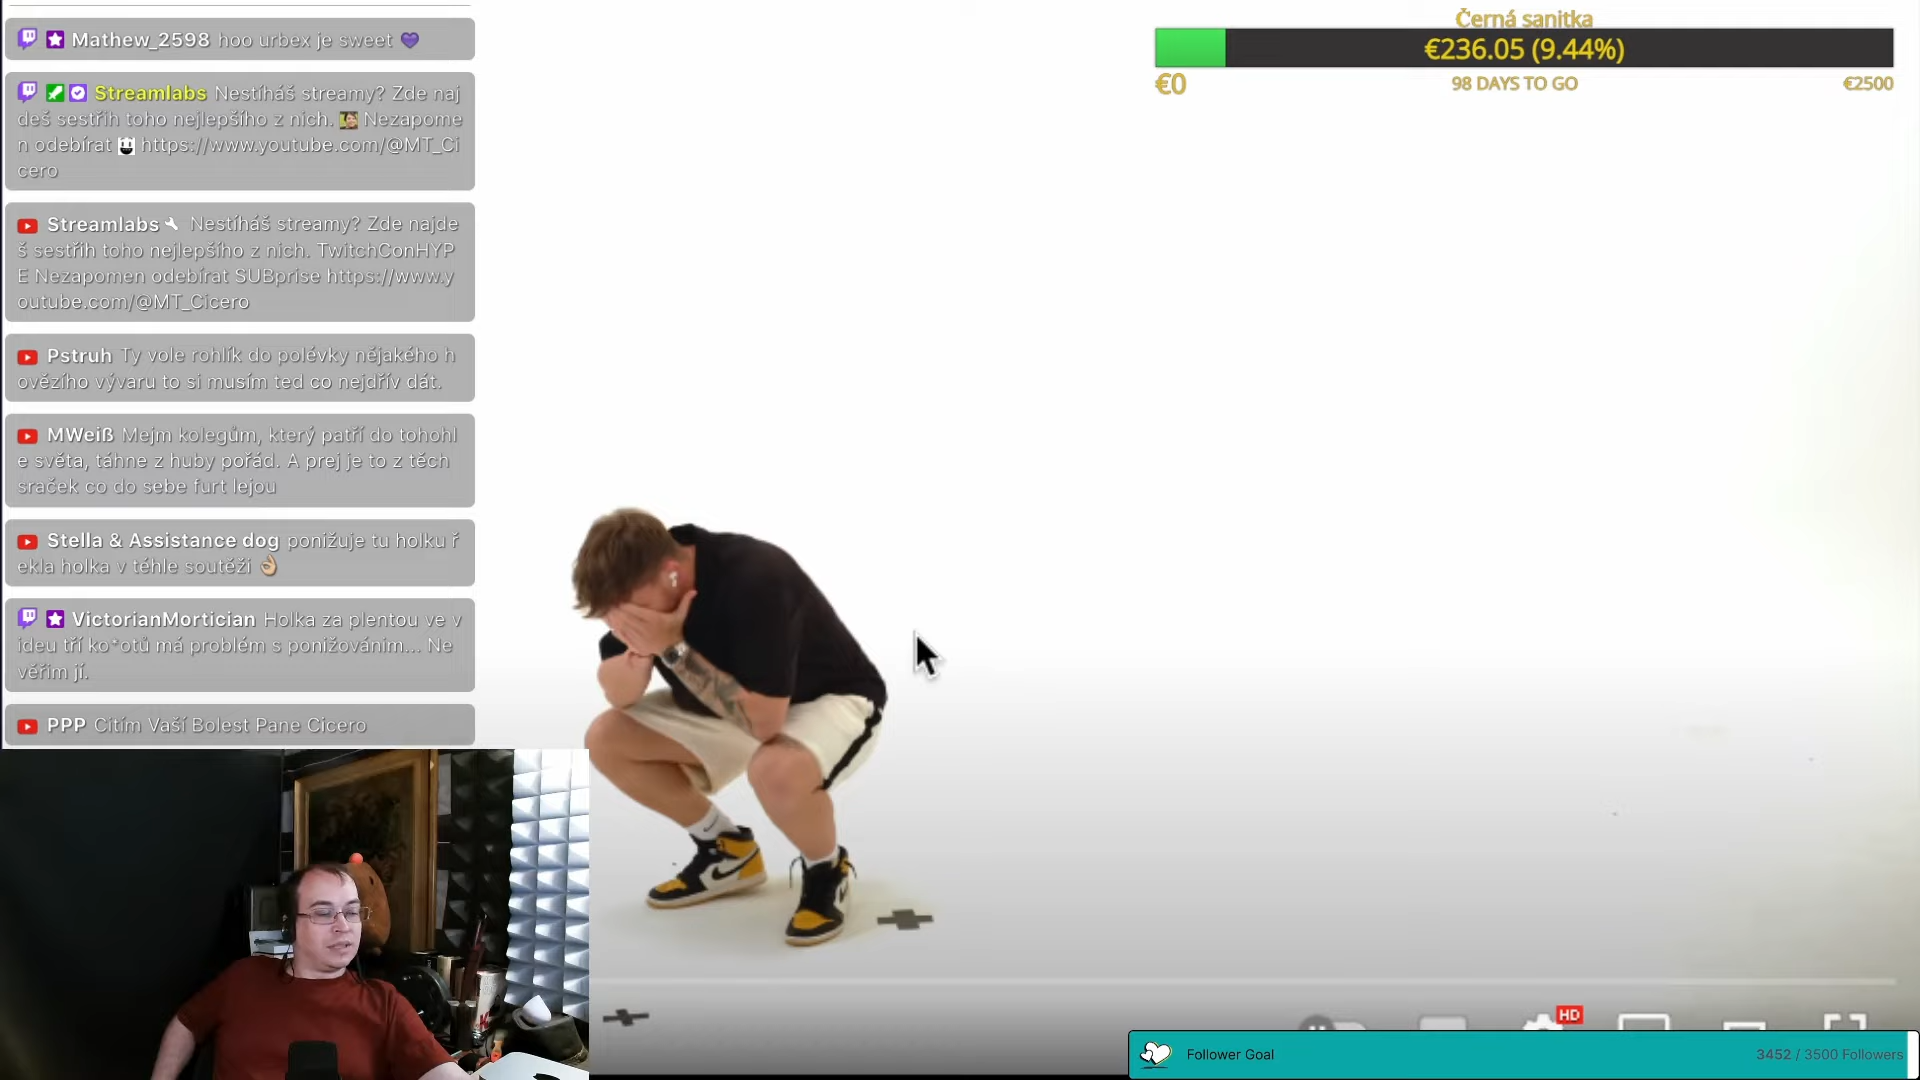 Mathew_2598 hoo urbex je sweet 💜
Streamlabs Nestíháš streamy? Zde naj
deš sestřih toho nejlepšího z nich. Nezapome
n odebírat https://www.youtube.com/@MT_Ci
cero
Streamlabs Nestíháš streamy? Zde najde
š sestřih toho nejlepšího z nich. TwitchConHYP
E Nezapomen odebírat SUBprise https://www.y
outube.com/@MT_Cicero
Pstruh Ty vole rohlík do polévky nějakého h
ovězího vývaru to si musím ted co nejdřív dát.
MWeiß Mejm kolegům, který patří do tohohl
e světa, táhne z huby pořád. A prej je to z těch
sraček co do sebe furt lejou
Stella & Assistance dog ponižuje tu holku ř
ekla holka v téhle soutěži 👌🏼
VictorianMortician Holka za plentou ve v
ideu tří ko*otů má problém s ponižováním... Ne
věřím jí.
PPP Cítím Vaší Bolest Pane Cicero
Černá sanitka
€236.05 (9.44%)
€0 98 DAYS TO GO €2500
HD
Follower Goal 3452 / 3500 Followers